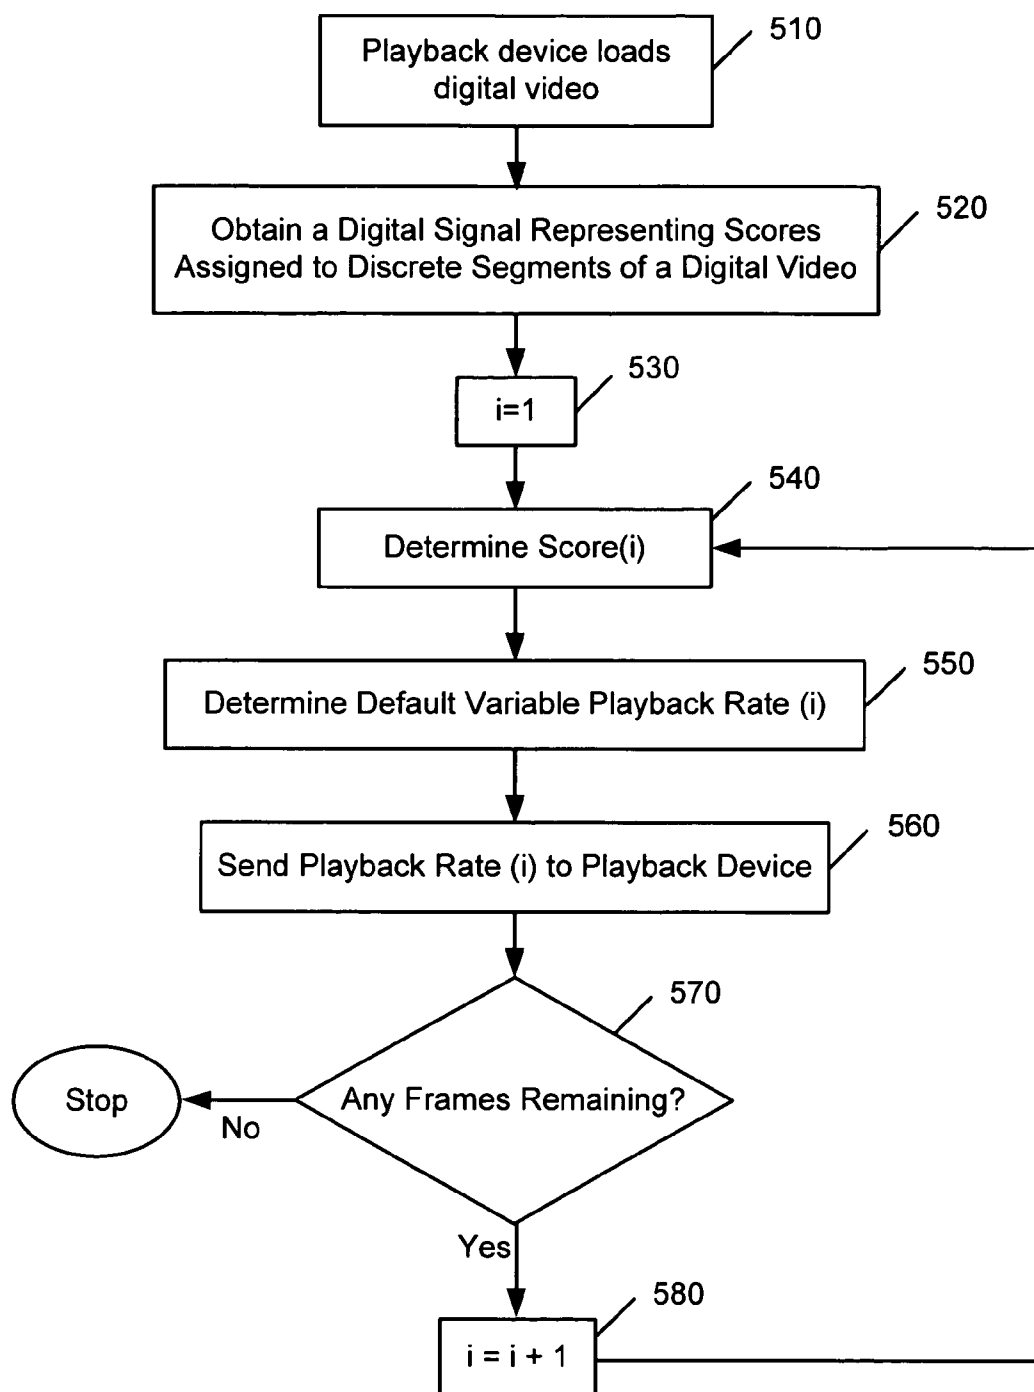 510
Playback device loads
digital video
520
Obtain a Digital Signal Representing Scores
Assigned to Discrete Segments of a Digital Video
530
i=1
540
Determine Score(i)
550
Determine Default Variable Playback Rate (i)
560
Send Playback Rate (i) to Playback Device
570
Any Frames Remaining?
Stop
No
Yes
580
i = i + 1